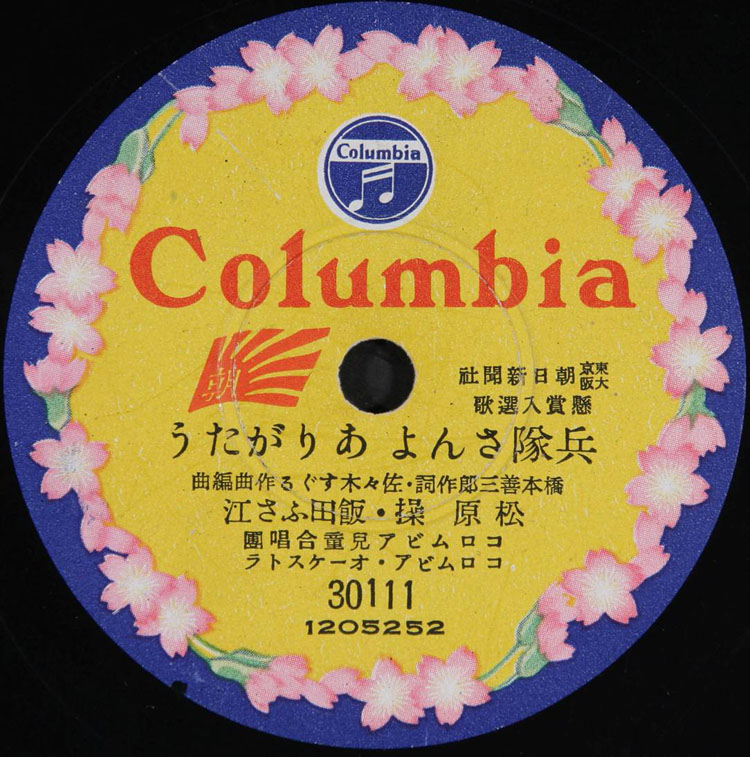 Columbia
Columbia
朝
東京大阪朝日新聞社
懸賞入選歌
兵隊さんよ ありがたう
橋本善三郎作詞・佐々木すぐる作曲編曲
松原 操・飯田ふさ江
コロムビア兒童合唱團
コロムビア・オーケストラ
30111
1205252